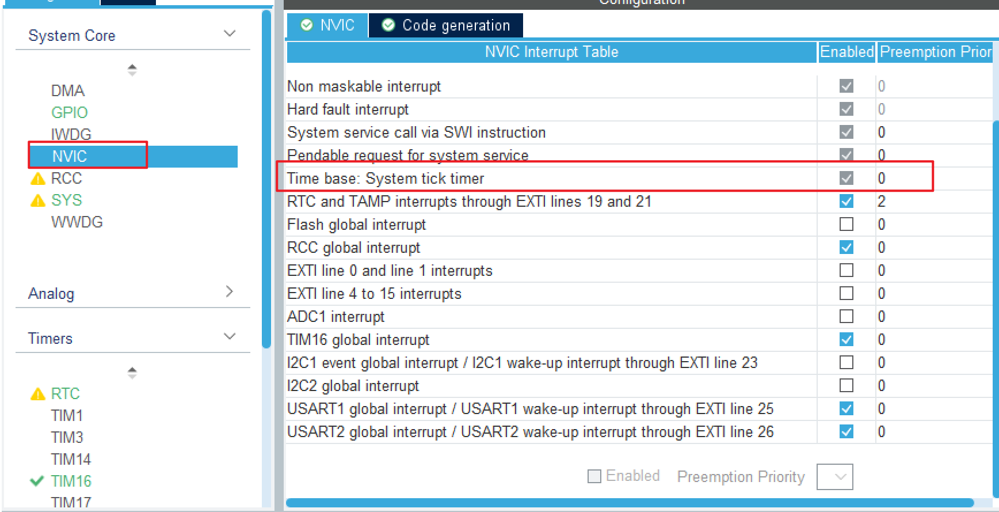 System Core
DMA
GPIO
IWDG
NVIC
RCC
SYS
WWDG
Analog
Timers
RTC
TIM1
TIM3
TIM14
TIM16
TIM17
Configuration
NVIC
Code generation
NVIC Interrupt Table Enabled Preemption Prior
Non maskable interrupt 0
Hard fault interrupt 0
System service call via SWI instruction 0
Pendable request for system service 0
Time base: System tick timer 0
RTC and TAMP interrupts through EXTI lines 19 and 21 2
Flash global interrupt 0
RCC global interrupt 0
EXTI line 0 and line 1 interrupts 0
EXTI line 4 to 15 interrupts 0
ADC1 interrupt 0
TIM16 global interrupt 0
I2C1 event global interrupt / I2C1 wake-up interrupt through EXTI line 23 0
I2C2 global interrupt 0
USART1 global interrupt / USART1 wake-up interrupt through EXTI line 25 0
USART2 global interrupt / USART2 wake-up interrupt through EXTI line 26 0
Enabled Preemption Priority